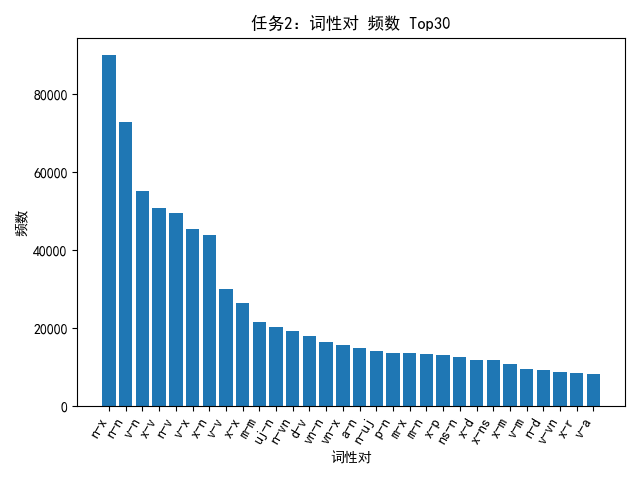 任务2：词性对 频数 Top30
频数
80000
60000
40000
20000
0
n-x n-n v-n x-v n-v v-x x-n v-v x-x m-m uj-n n-vn d-v vn-n vn-x a-n n-uj p-n m-x m-n x-p ns-n x-d x-ns x-m v-m n-d v-vn x-r v-a
词性对